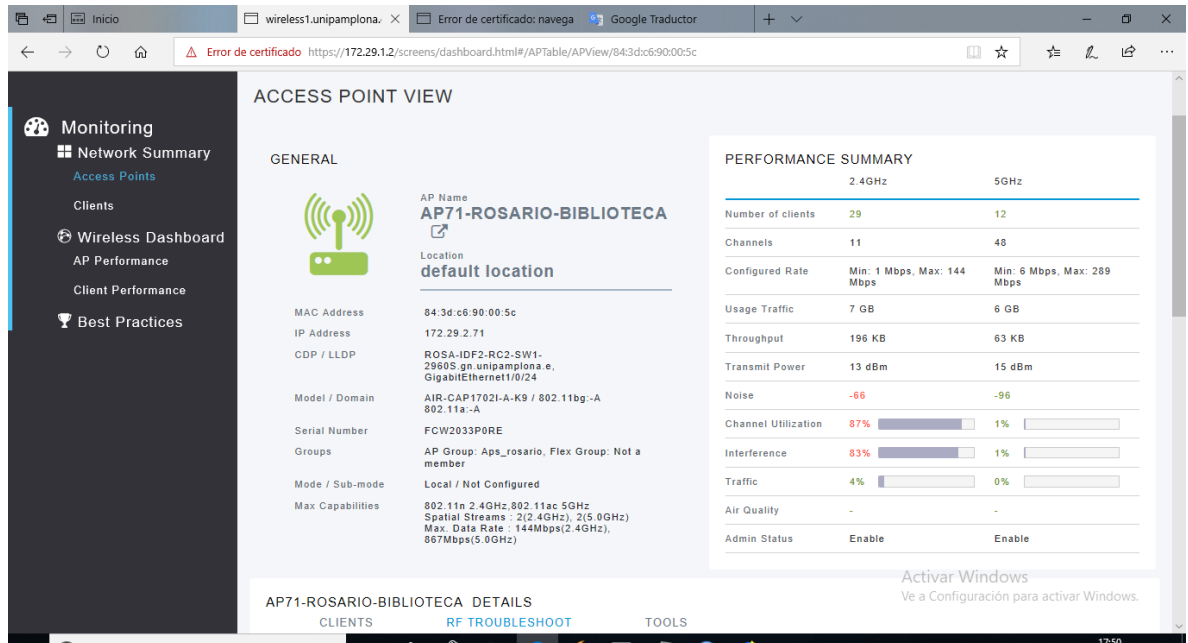 Inicio
wireless1.unipamplona.
Error de certificado: navega
Google Traductor
Error de certificado https://172.29.1.2/screens/dashboard.html#/APTable/APView/84:3d:c6:90:00:5c
Monitoring
Network Summary
Access Points
Clients
Wireless Dashboard
AP Performance
Client Performance
Best Practices
ACCESS POINT VIEW
GENERAL
AP Name
AP71-ROSARIO-BIBLIOTECA
Location
default location
MAC Address 84:3d:c6:90:00:5c
IP Address 172.29.2.71
CDP / LLDP ROSA-IDF2-RC2-SW1-
2960S.gn.unipamplona.e,
GigabitEthernet1/0/24
Model / Domain AIR-CAP1702I-A-K9 / 802.11bg:-A
802.11a:-A
Serial Number FCW2033P0RE
Groups AP Group: Aps_rosario, Flex Group: Not a
member
Mode / Sub-mode Local / Not Configured
Max Capabilities 802.11n 2.4GHz,802.11ac 5GHz
Spatial Streams : 2(2.4GHz), 2(5.0GHz)
Max. Data Rate : 144Mbps(2.4GHz),
867Mbps(5.0GHz)
PERFORMANCE SUMMARY
2.4GHz 5GHz
Number of clients 29 12
Channels 11 48
Configured Rate Min: 1 Mbps, Max: 144 Min: 6 Mbps, Max: 289
Mbps Mbps
Usage Traffic 7 GB 6 GB
Throughput 196 KB 63 KB
Transmit Power 13 dBm 15 dBm
Noise -66 -96
Channel Utilization 87% 1%
Interference 83% 1%
Traffic 4% 0%
Air Quality - -
Admin Status Enable Enable
Activar Windows
Ve a Configuración para activar Windows.
AP71-ROSARIO-BIBLIOTECA DETAILS
CLIENTS RF TROUBLESHOOT TOOLS
17:50